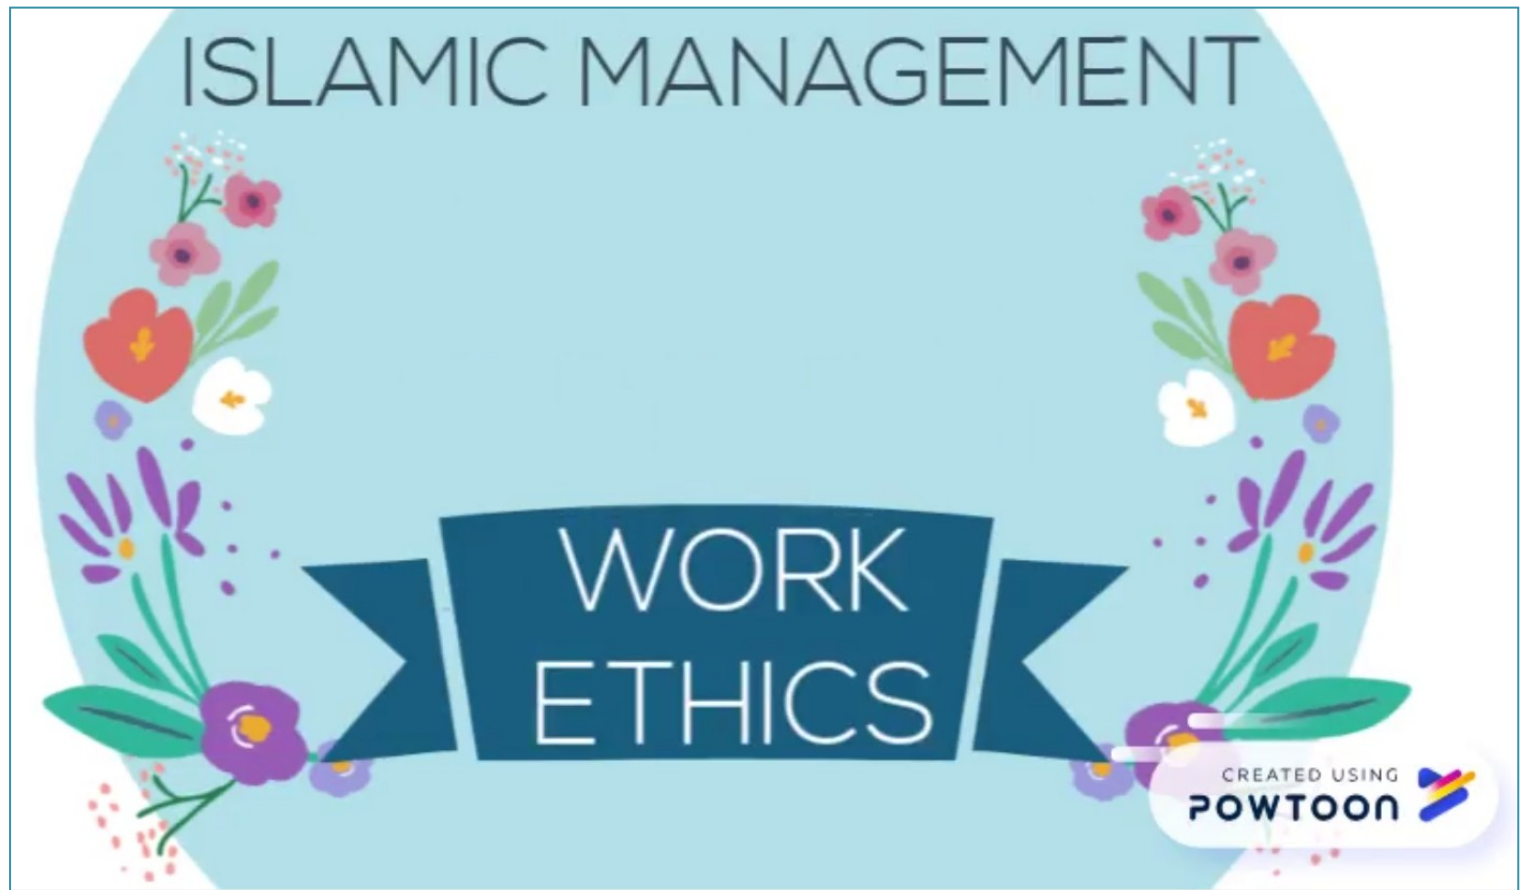 ISLAMIC MANAGEMENT
WORK
ETHICS
CREATED USING
POWTOON